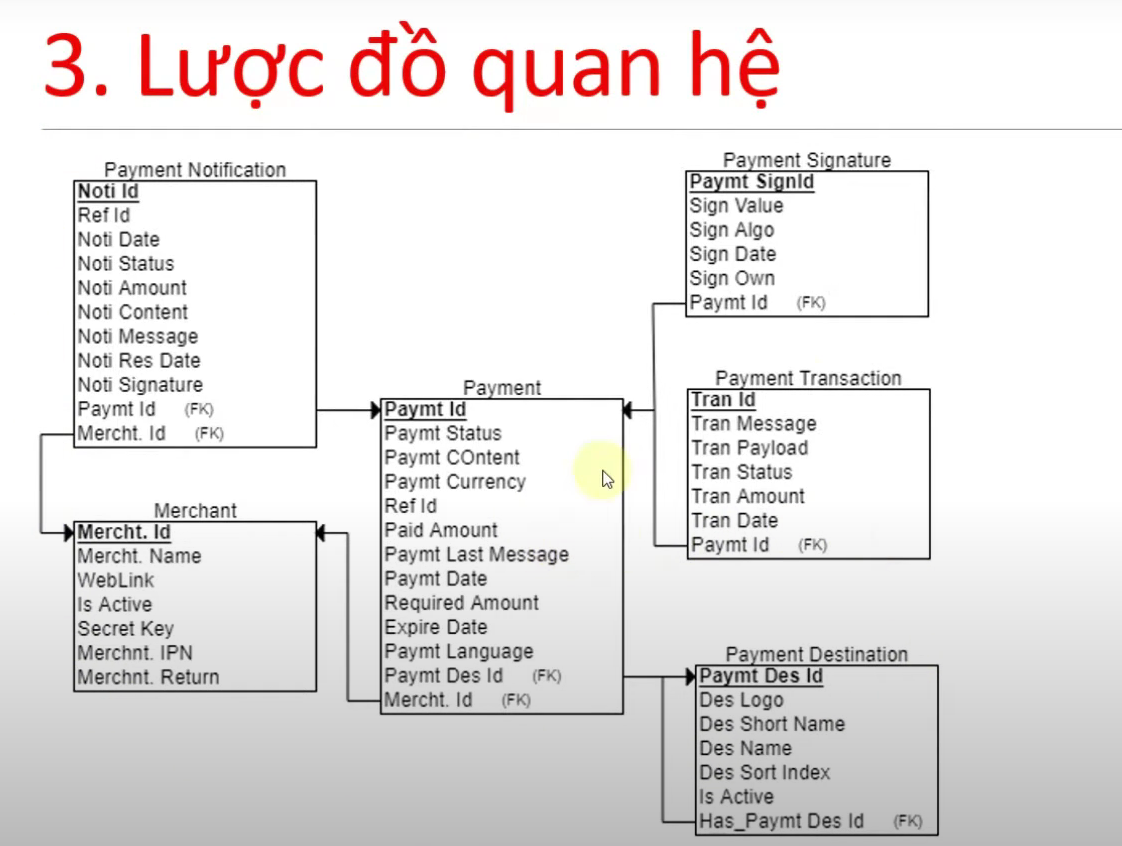 3. Lược đồ quan hệ
Payment Notification
Noti Id
Ref Id
Noti Date
Noti Status
Noti Amount
Noti Content
Noti Message
Noti Res Date
Noti Signature
Paymt Id (FK)
Mercht. Id (FK)
Merchant
Mercht. Id
Mercht. Name
WebLink
Is Active
Secret Key
Merchnt. IPN
Merchnt. Return
Payment
Paymt Id
Paymt Status
Paymt COntent
Paymt Currency
Ref Id
Paid Amount
Paymt Last Message
Paymt Date
Required Amount
Expire Date
Paymt Language
Paymt Des Id (FK)
Mercht. Id (FK)
Payment Signature
Paymt SignId
Sign Value
Sign Algo
Sign Date
Sign Own
Paymt Id (FK)
Payment Transaction
Tran Id
Tran Message
Tran Payload
Tran Status
Tran Amount
Tran Date
Paymt Id (FK)
Payment Destination
Paymt Des Id
Des Logo
Des Short Name
Des Name
Des Sort Index
Is Active
Has_Paymt Des Id (FK)